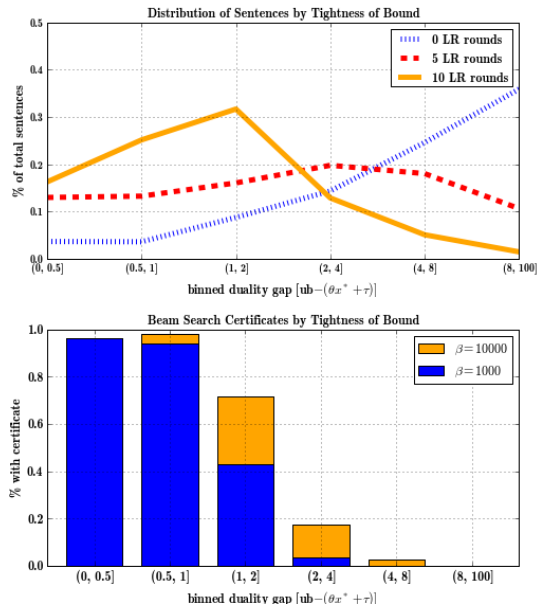 Distribution of Sentences by Tightness of Bound
0.5
0.4
0.3
0.2
0.1
0.0
% of total sentences
0 LR rounds
5 LR rounds
10 LR rounds
(0, 0.5] (0.5, 1] (1, 2] (2, 4] (4, 8] (8, 100]
binned duality gap [ub−(θx* +τ)]
Beam Search Certificates by Tightness of Bound
1.0
0.8
0.6
0.4
0.2
0.0
% with certificate
β=10000
β=1000
(0, 0.5] (0.5, 1] (1, 2] (2, 4] (4, 8] (8, 100]
binned duality gap [ub−(θx* +τ)]